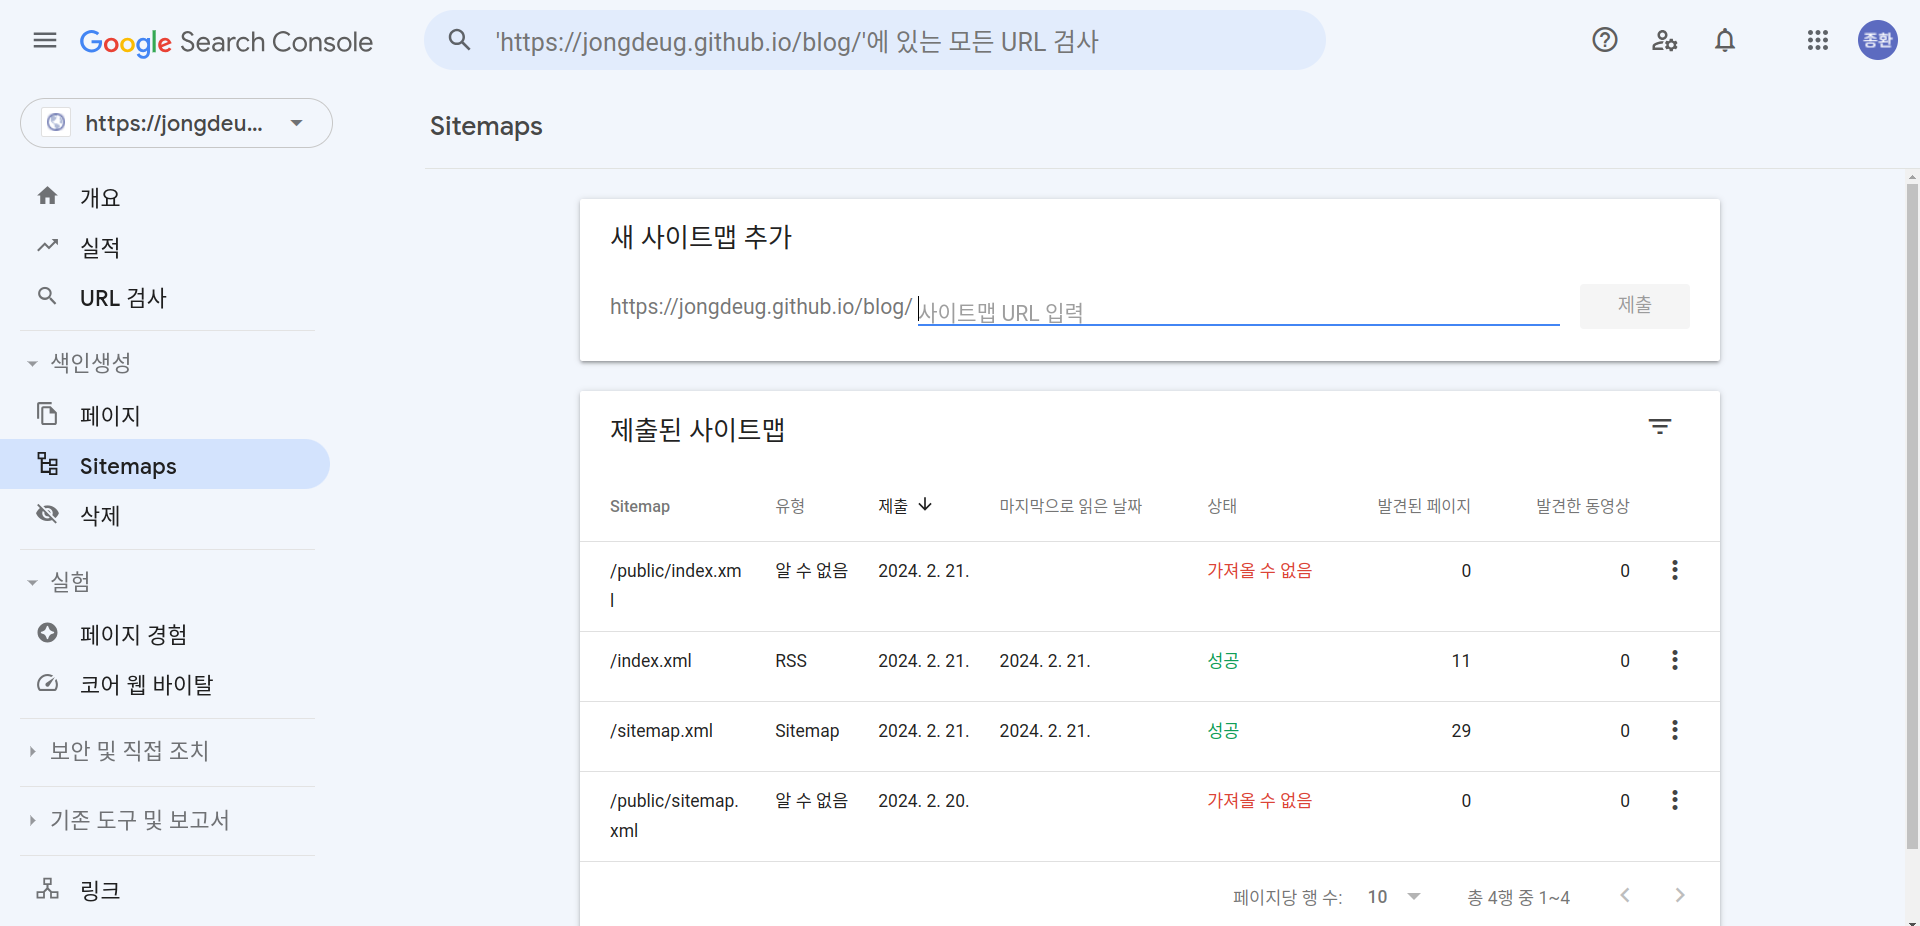 Google Search Console
'https://jongdeug.github.io/blog/'에 있는 모든 URL 검사
종환
https://jongdeu...
Sitemaps
개요
실적
URL 검사
색인생성
페이지
Sitemaps
삭제
실험
페이지 경험
코어 웹 바이탈
보안 및 직접 조치
기존 도구 및 보고서
링크
새 사이트맵 추가
https://jongdeug.github.io/blog/ 사이트맵 URL 입력
제출
제출된 사이트맵
Sitemap 유형 제출 마지막으로 읽은 날짜 상태 발견된 페이지 발견한 동영상
/public/index.xm 알 수 없음 2024. 2. 21. 가져올 수 없음 0 0
l
/index.xml RSS 2024. 2. 21. 2024. 2. 21. 성공 11 0
/sitemap.xml Sitemap 2024. 2. 21. 2024. 2. 21. 성공 29 0
/public/sitemap. 알 수 없음 2024. 2. 20. 가져올 수 없음 0 0
xml
페이지당 행 수: 10 총 4행 중 1~4